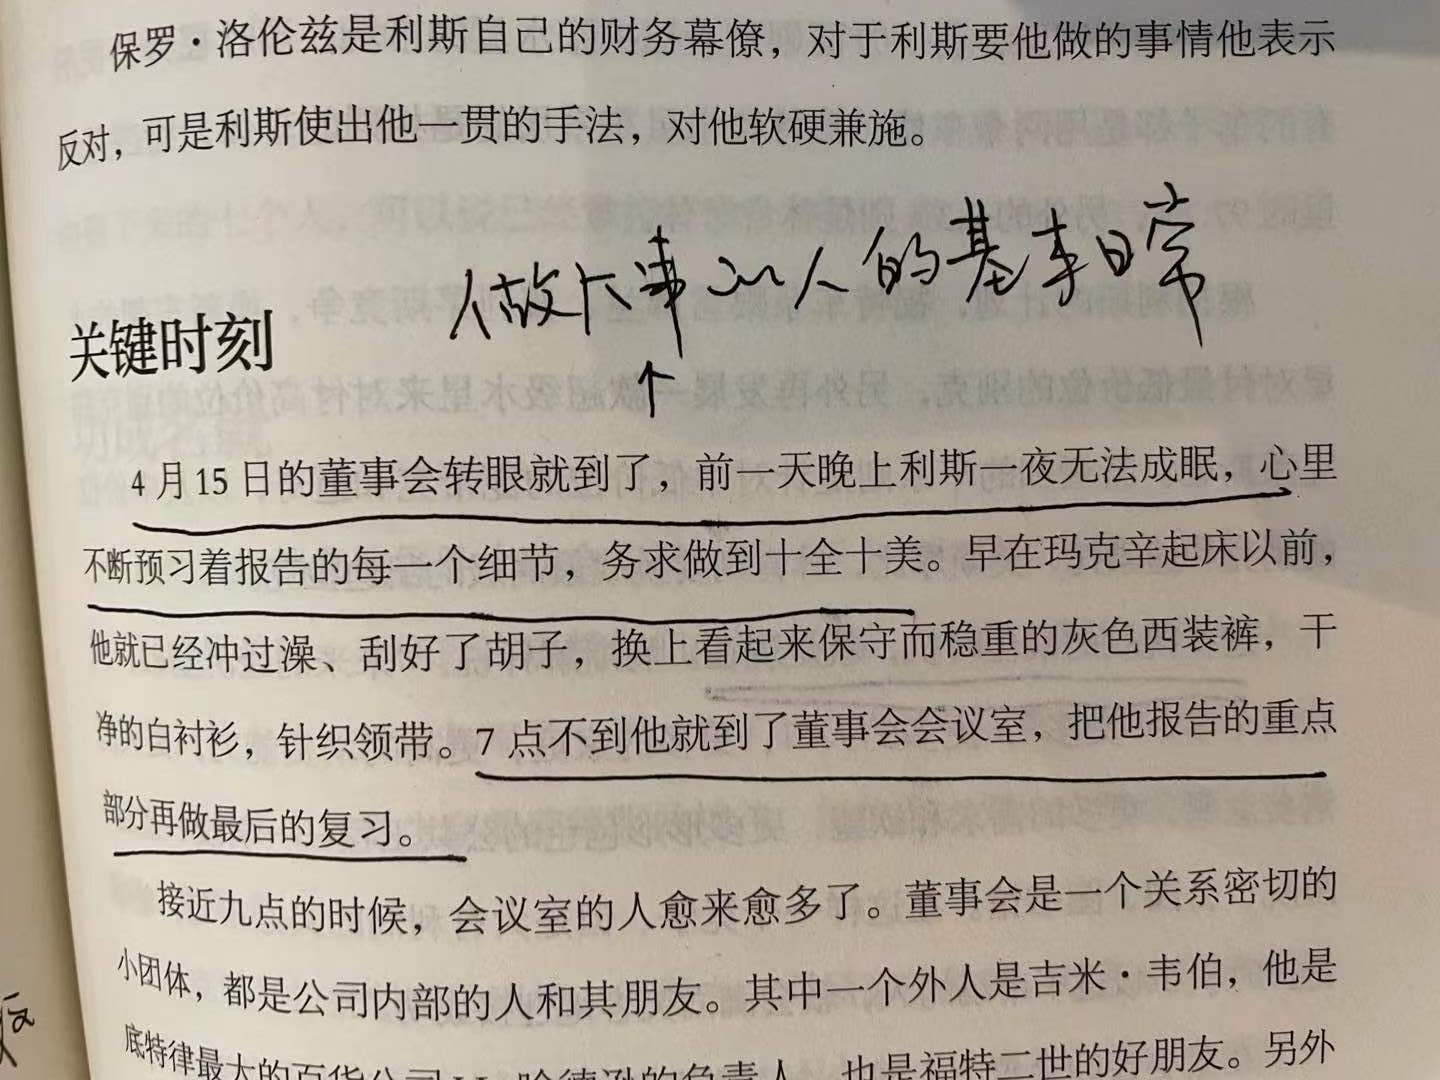 保罗·洛伦兹是利斯自己的财务幕僚，对于利斯要他做的事情他表示
反对，可是利斯使出他一贯的手法，对他软硬兼施。
做大事的人的基本日常
关键时刻
4月15日的董事会转眼就到了，前一天晚上利斯一夜无法成眠，心里
不断预习着报告的每一个细节，务求做到十全十美。早在玛克辛起床以前，
他就已经冲过澡、刮好了胡子，换上看起来保守而稳重的灰色西装裤，干
净的白衬衫，针织领带。7点不到他就到了董事会会议室，把他报告的重点
部分再做最后的复习。
接近九点的时候，会议室的人愈来愈多了。董事会是一个关系密切的
小团体，都是公司内部的人和其朋友。其中一个外人是吉米·韦伯，他是
底特律最大的百货公司
的负责人，也是福特二世的好朋友。另外